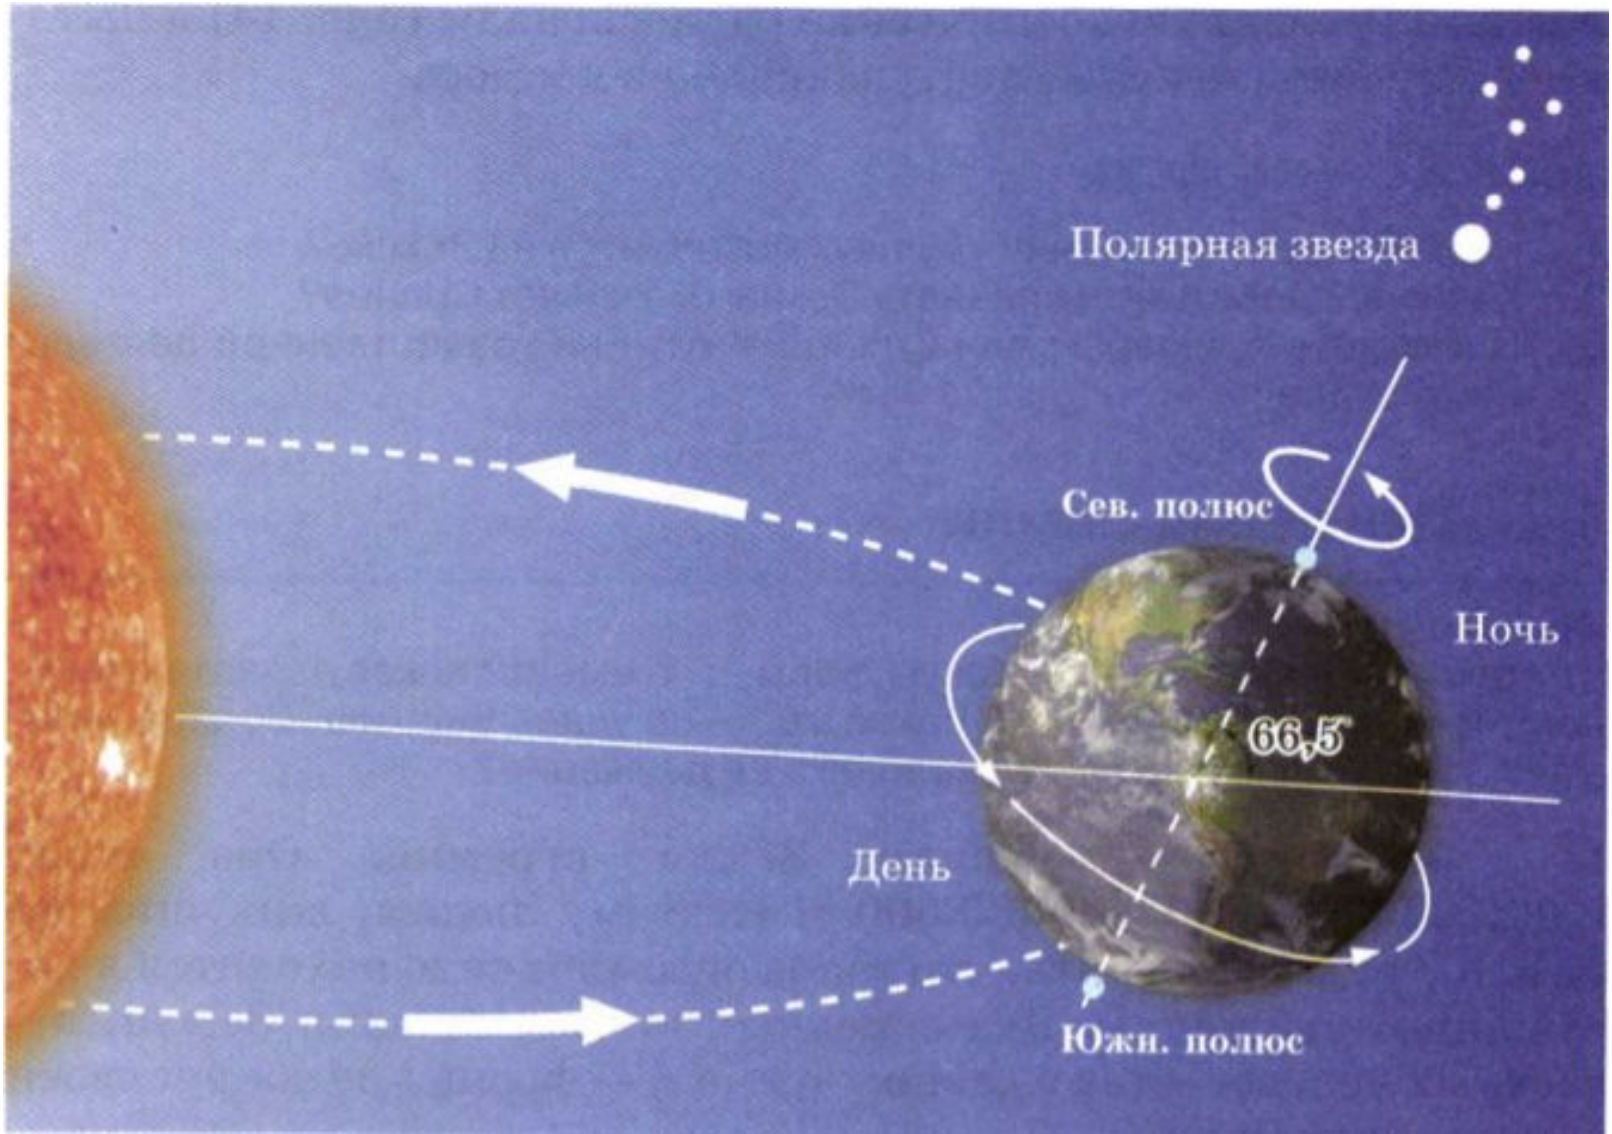 Полярная звезда
Сев. полюс
Ночь
66,5°
День
Южн. полюс